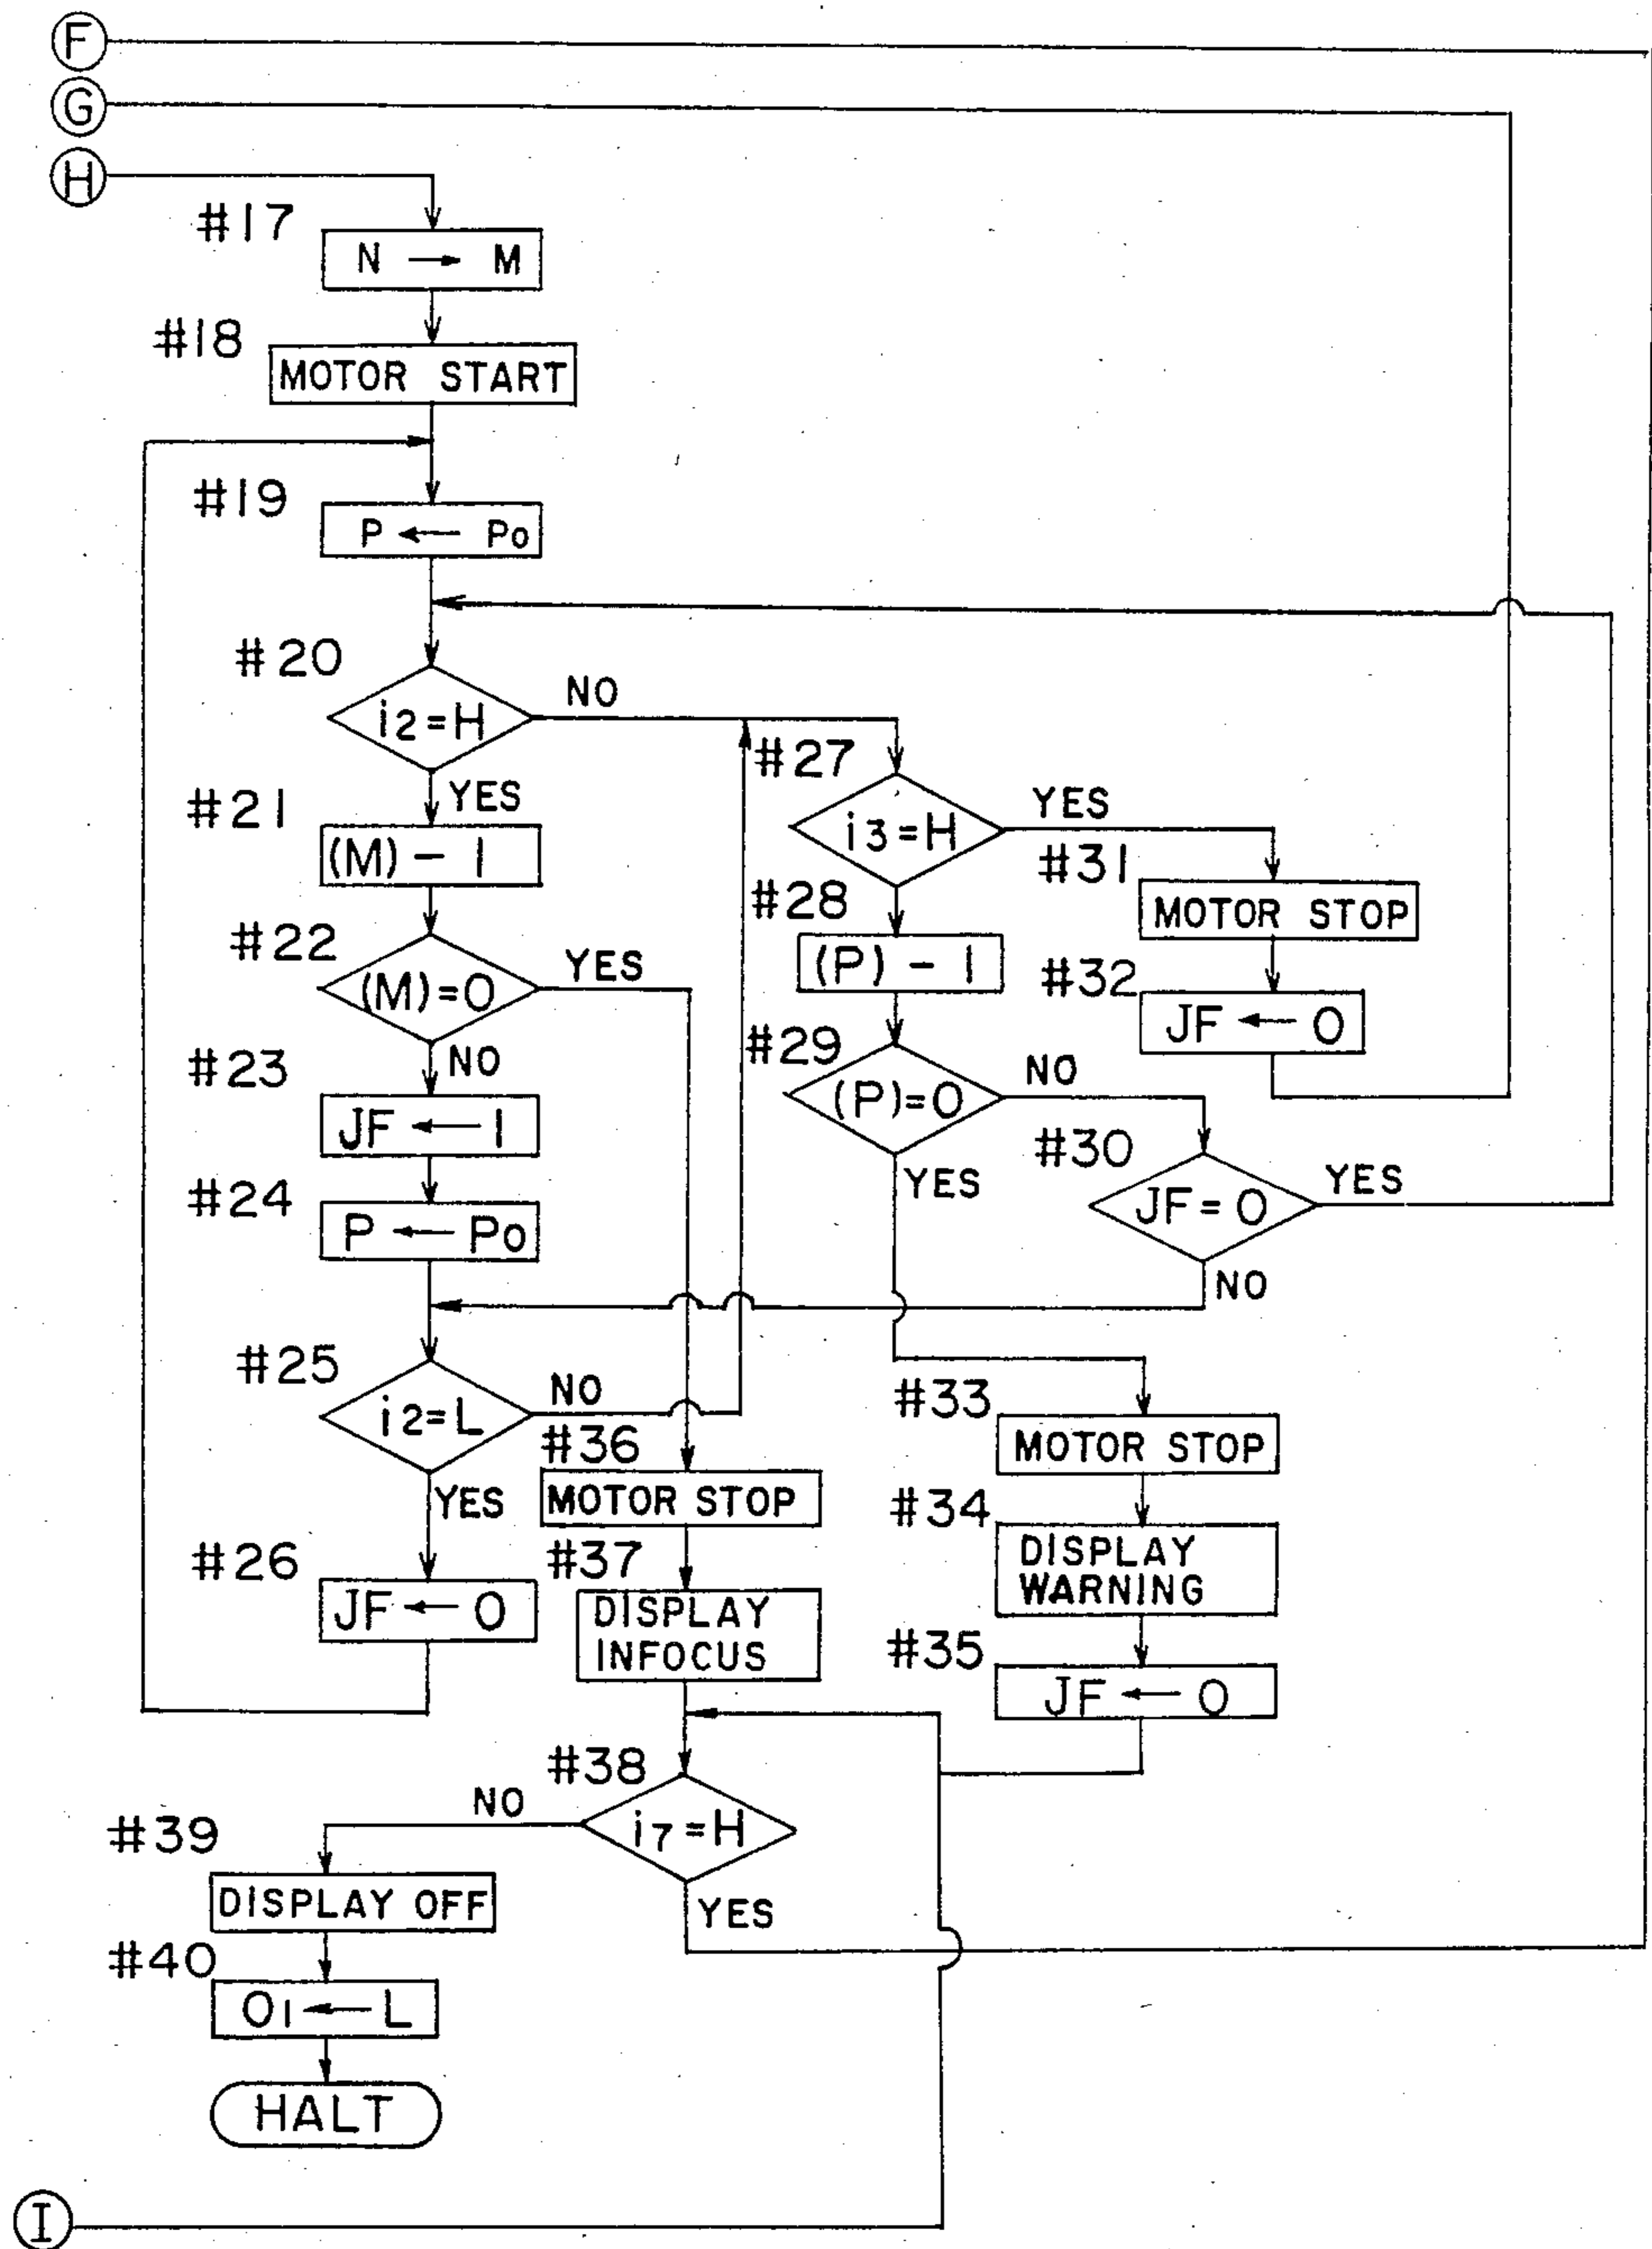 F
G
H
#17
N → M
#18
MOTOR START
#19
P ← Po
#20
i2=H
NO
YES
#21
(M) - 1
#22
(M)=0
YES
NO
#23
JF ← 1
#24
P ← Po
#25
i2=L
NO
YES
#26
JF ← 0
#27
i3=H
YES
#28
(P) - 1
#29
(P)=0
NO
YES
#30
JF=0
YES
NO
#31
MOTOR STOP
#32
JF ← 0
#33
MOTOR STOP
#34
DISPLAY
WARNING
#35
JF ← 0
#36
MOTOR STOP
#37
DISPLAY
INFOCUS
#38
i7=H
NO
YES
#39
DISPLAY OFF
#40
O1 ← L
HALT
I